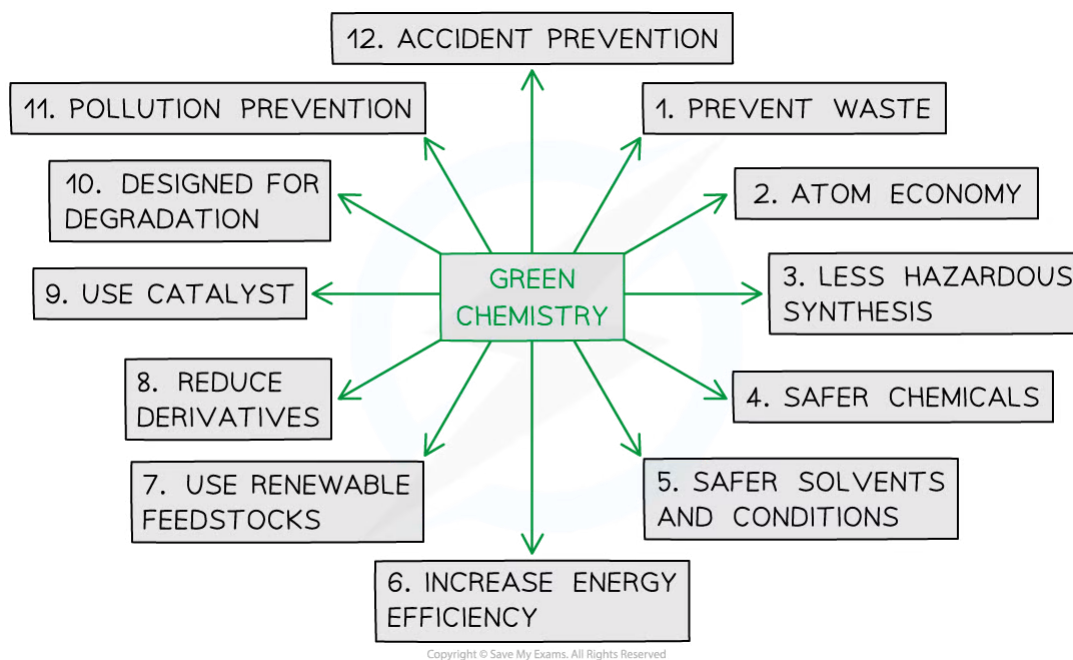 12. ACCIDENT PREVENTION
11. POLLUTION PREVENTION
1. PREVENT WASTE
10. DESIGNED FOR
DEGRADATION
2. ATOM ECONOMY
9. USE CATALYST
GREEN
CHEMISTRY
3. LESS HAZARDOUS
SYNTHESIS
8. REDUCE
DERIVATIVES
4. SAFER CHEMICALS
7. USE RENEWABLE
FEEDSTOCKS
5. SAFER SOLVENTS
AND CONDITIONS
6. INCREASE ENERGY
EFFICIENCY
Copyright © Save My Exams. All Rights Reserved